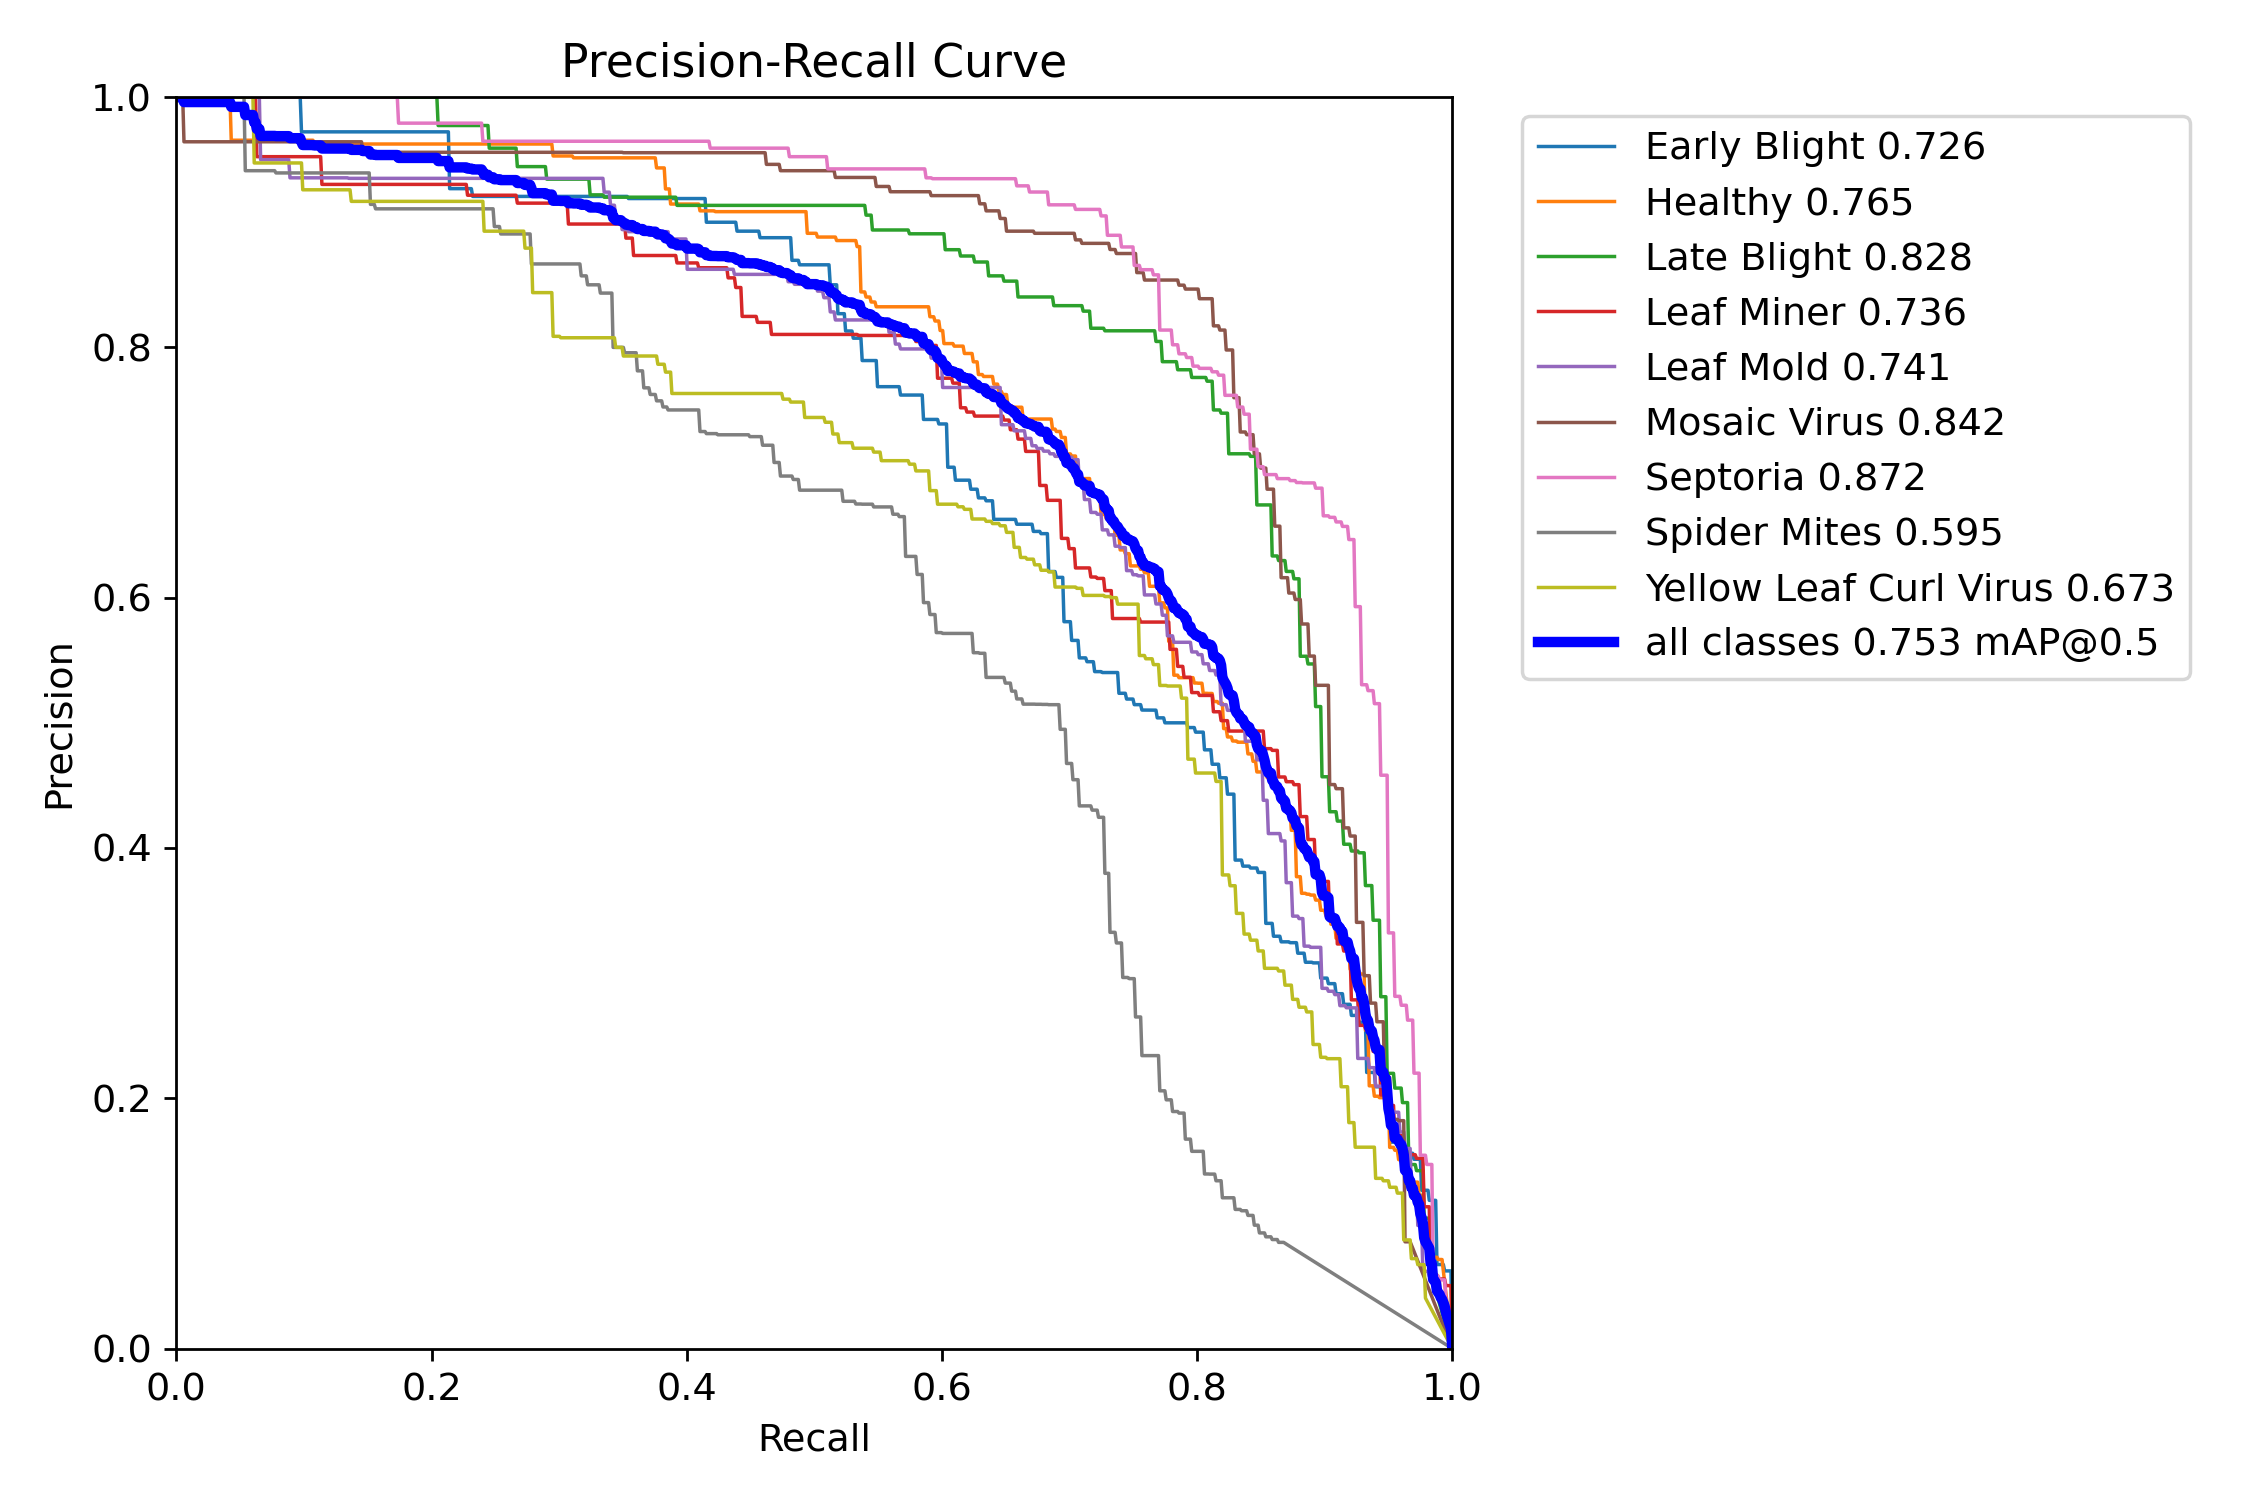 Precision-Recall Curve
1.0
0.8
0.6
0.4
0.2
0.0
Precision
0.0 0.2 0.4 0.6 0.8 1.0
Recall
Early Blight 0.726
Healthy 0.765
Late Blight 0.828
Leaf Miner 0.736
Leaf Mold 0.741
Mosaic Virus 0.842
Septoria 0.872
Spider Mites 0.595
Yellow Leaf Curl Virus 0.673
all classes 0.753 mAP@0.5